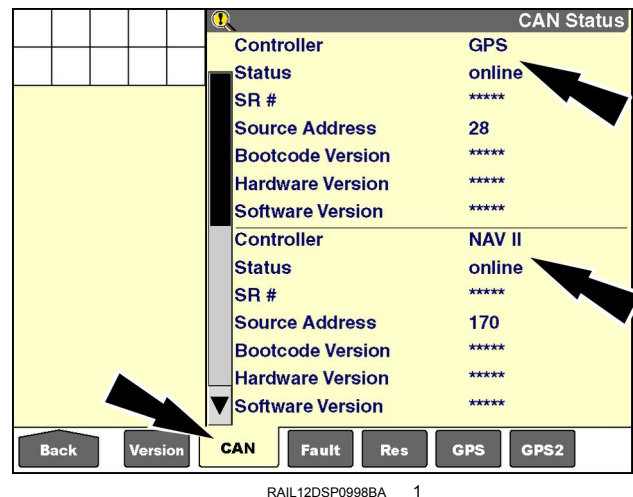 CAN Status
Controller GPS
Status online
SR # *****
Source Address 28
Bootcode Version *****
Hardware Version *****
Software Version *****
Controller NAV II
Status online
SR # *****
Source Address 170
Bootcode Version *****
Hardware Version *****
Software Version *****
Back Version CAN Fault Res GPS GPS2
RAIL12DSP0998BA 1